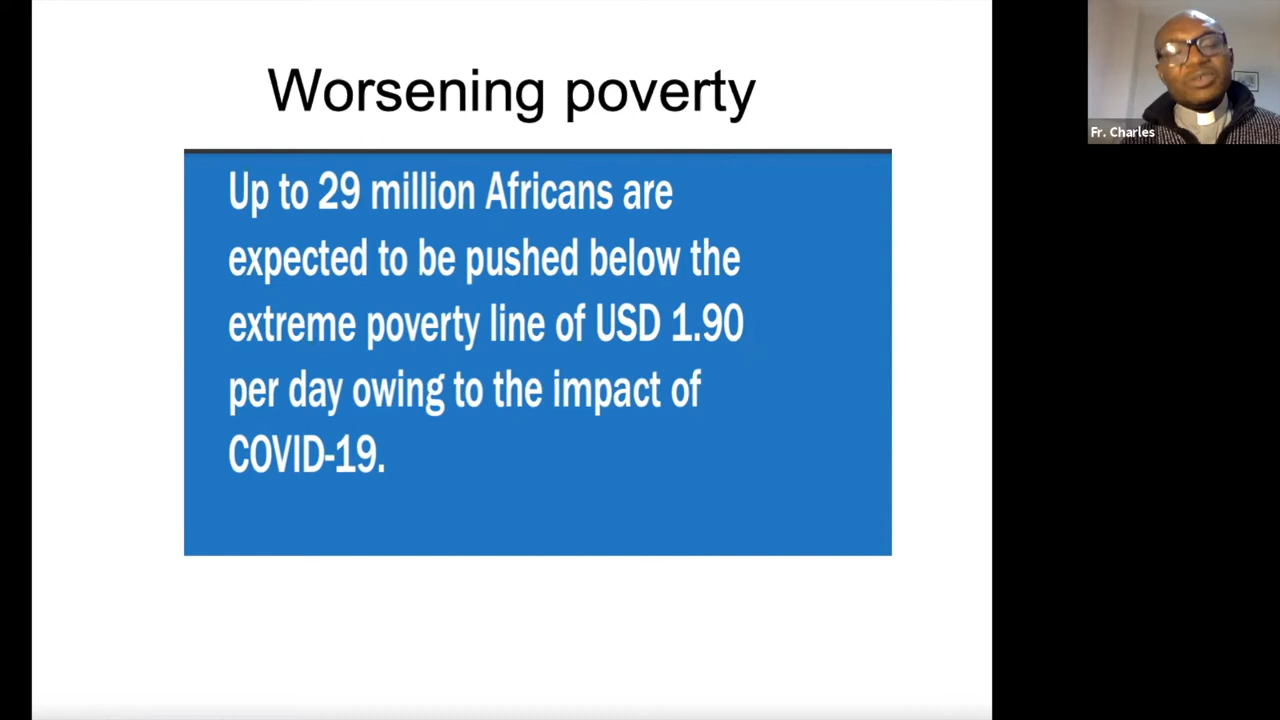 Worsening poverty
Up to 29 million Africans are
expected to be pushed below the
extreme poverty line of USD 1.90
per day owing to the impact of
COVID-19.
Fr. Charles